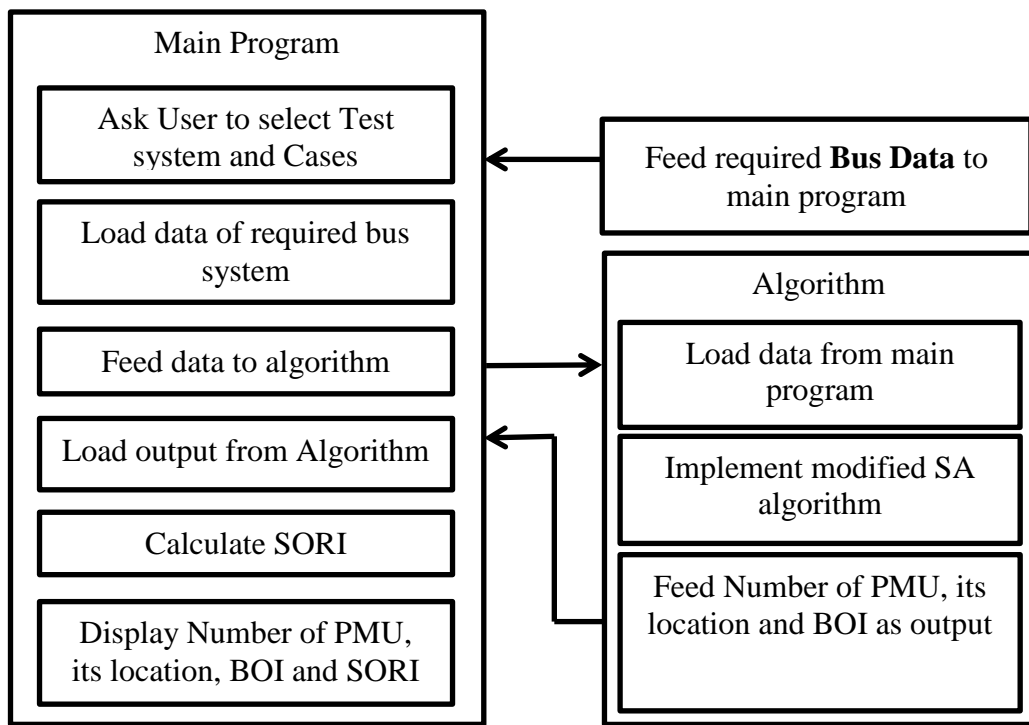 Main Program
Ask User to select Test
system and Cases
Load data of required bus
system
Feed data to algorithm
Load output from Algorithm
Calculate SORI
Display Number of PMU,
its location, BOI and SORI
Feed required Bus Data to
main program
Algorithm
Load data from main
program
Implement modified SA
algorithm
Feed Number of PMU, its
location and BOI as output